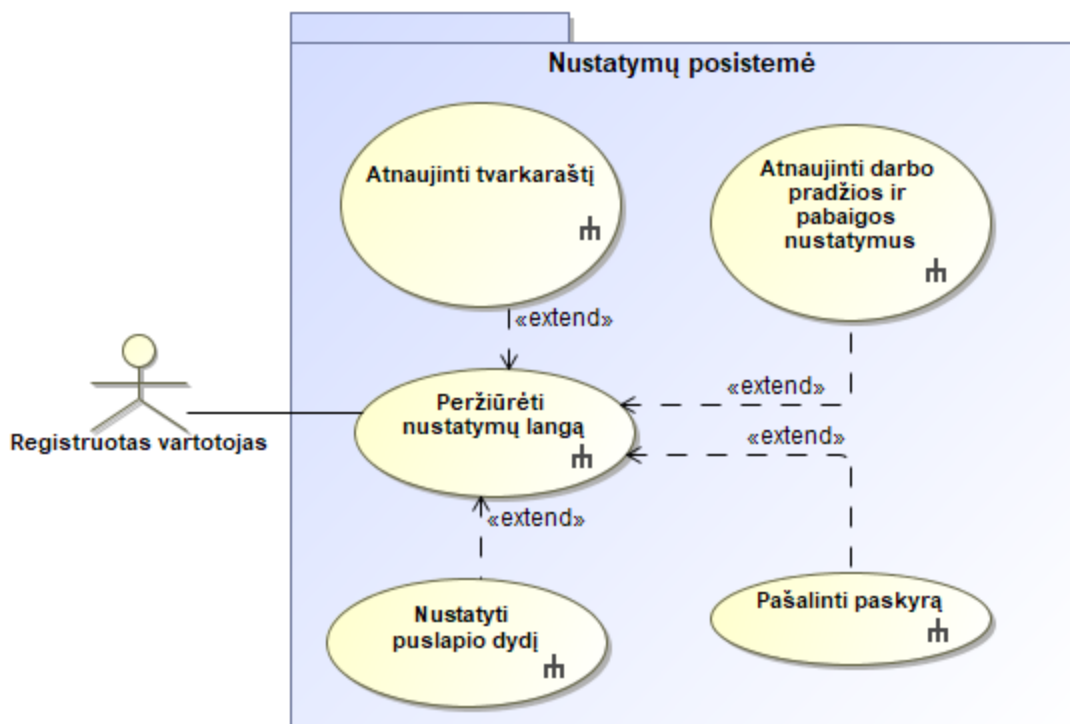 Nustatymų posistemė
Atnaujinti tvarkaraštį
Atnaujinti darbo
pradžios ir
pabaigos
nustatymus
«extend»
Peržiūrėti
nustatymų langą
«extend»
«extend»
Registruotas vartotojas
«extend»
Nustatyti
puslapio dydį
Pašalinti paskyrą